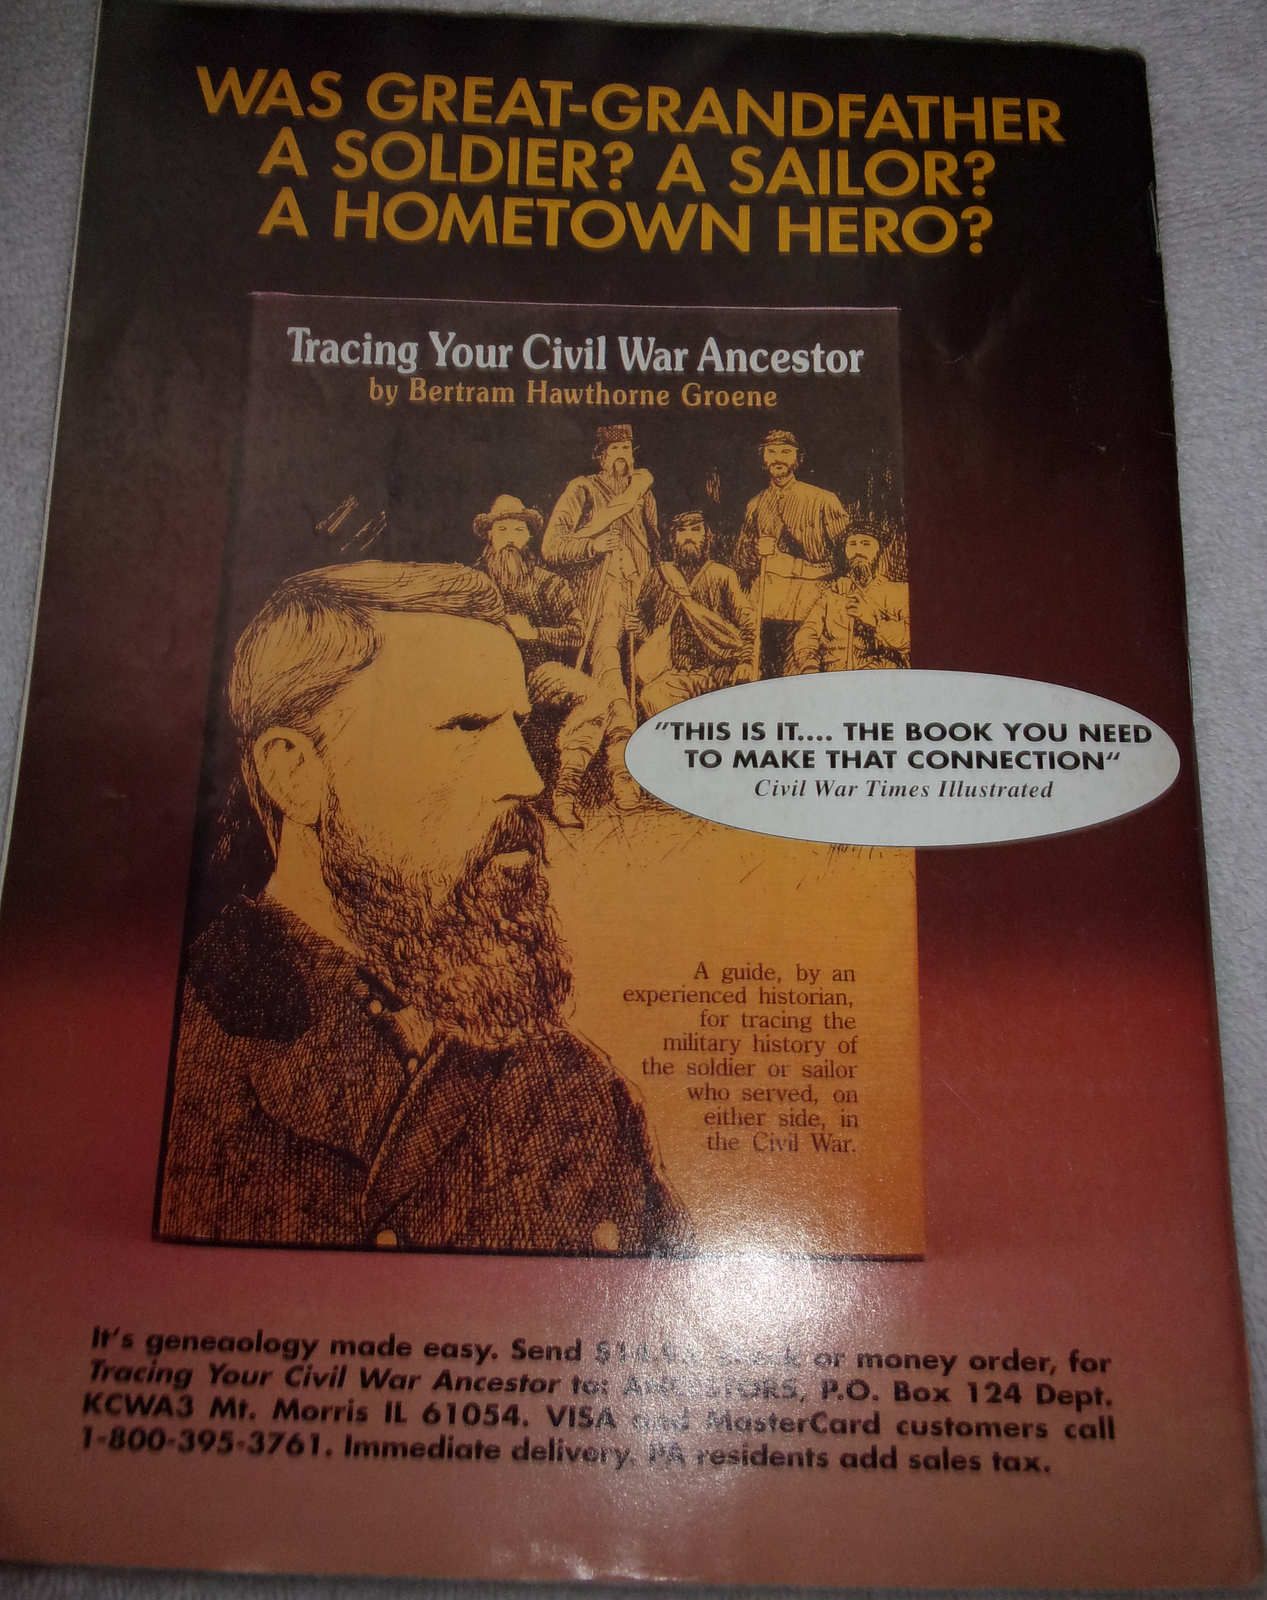 WAS GREAT-GRANDFATHER
A SOLDIER? A SAILOR?
A HOMETOWN HERO?
Tracing Your Civil War Ancestor
by Bertram Hawthorne Groene
"THIS IS IT.... THE BOOK YOU NEED
TO MAKE THAT CONNECTION"
Civil War Times Illustrated
A guide, by an
experienced historian,
for tracing the
military history of
the soldier or sailor
who served, on
either side, in
the Civil War.
It's geneaology made easy. Send check or money order, for
Tracing Your Civil War Ancestor to: ANCESTORS, P.O. Box 124 Dept.
KCWA3 Mt. Morris IL 61054. VISA and MasterCard customers call
1-800-395-3761. Immediate delivery. PA residents add sales tax.